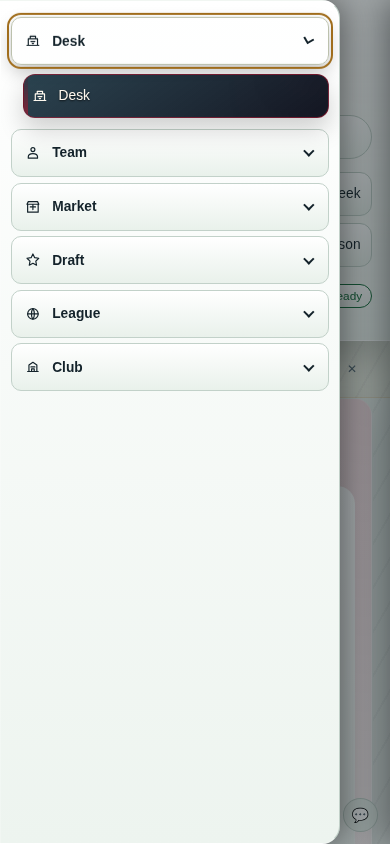 Desk
Desk
Team
Market
Draft
League
Club
eek
son
eady
×